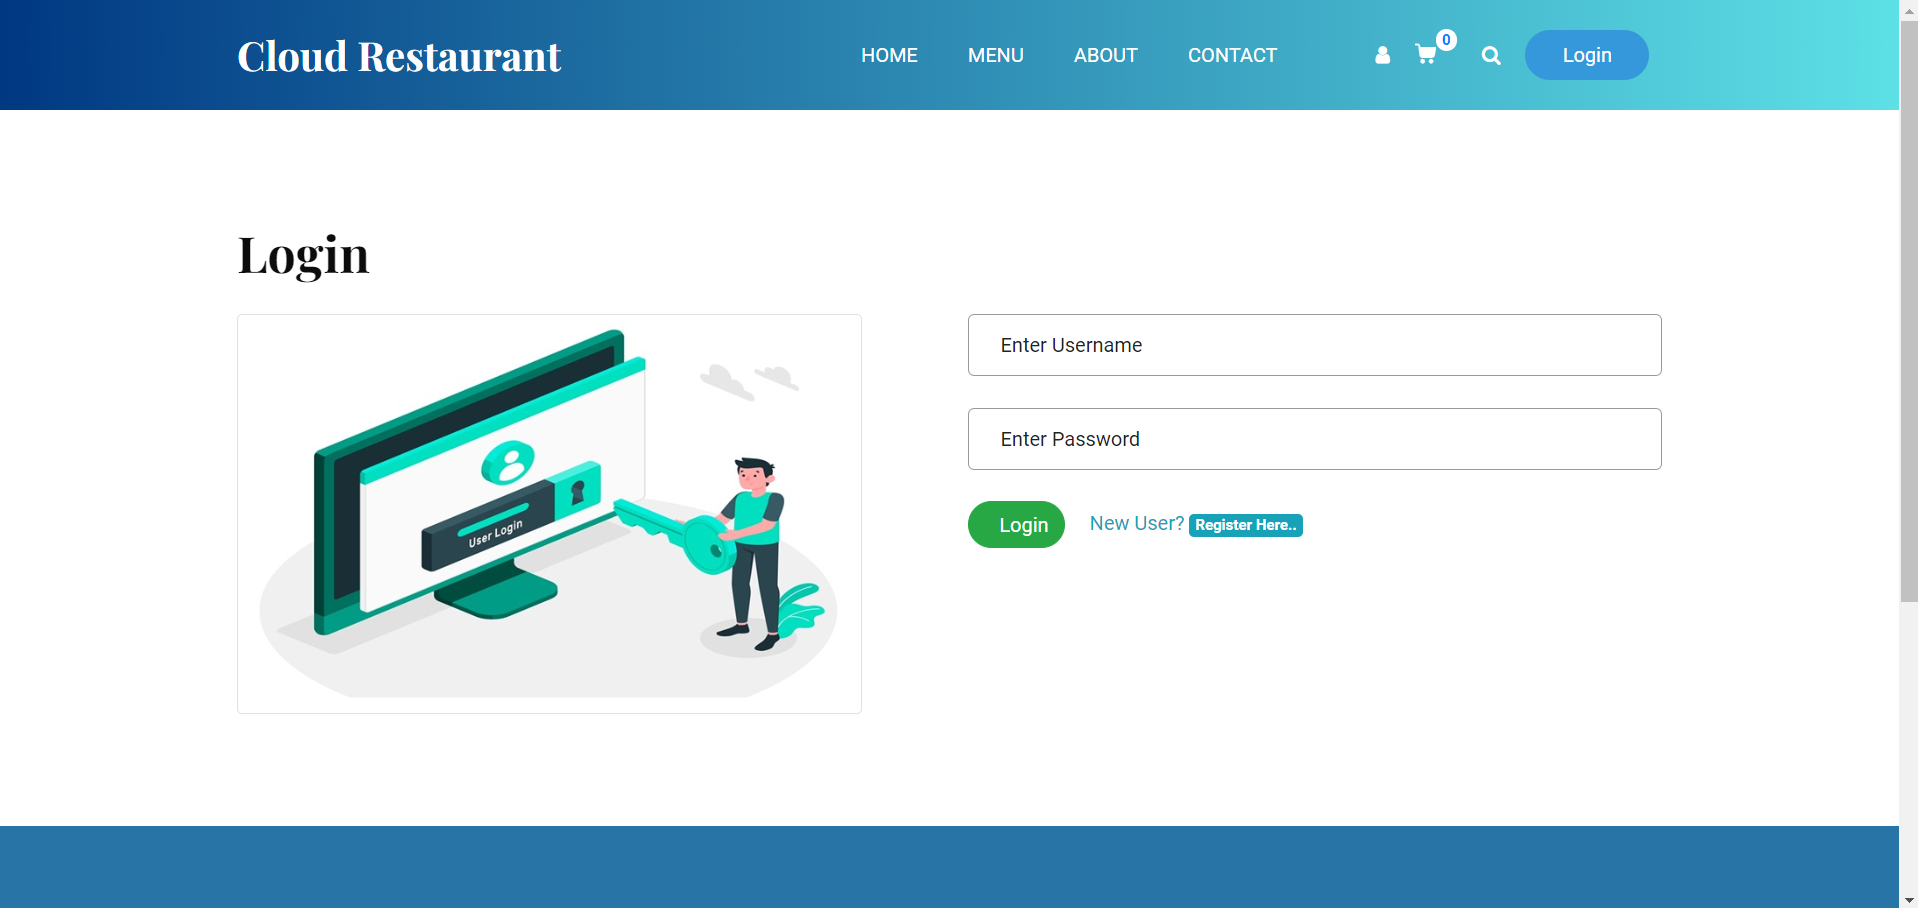 Cloud Restaurant
HOME MENU ABOUT CONTACT 0 Login
Login
User Login
Enter Username
Enter Password
Login New User? Register Here..